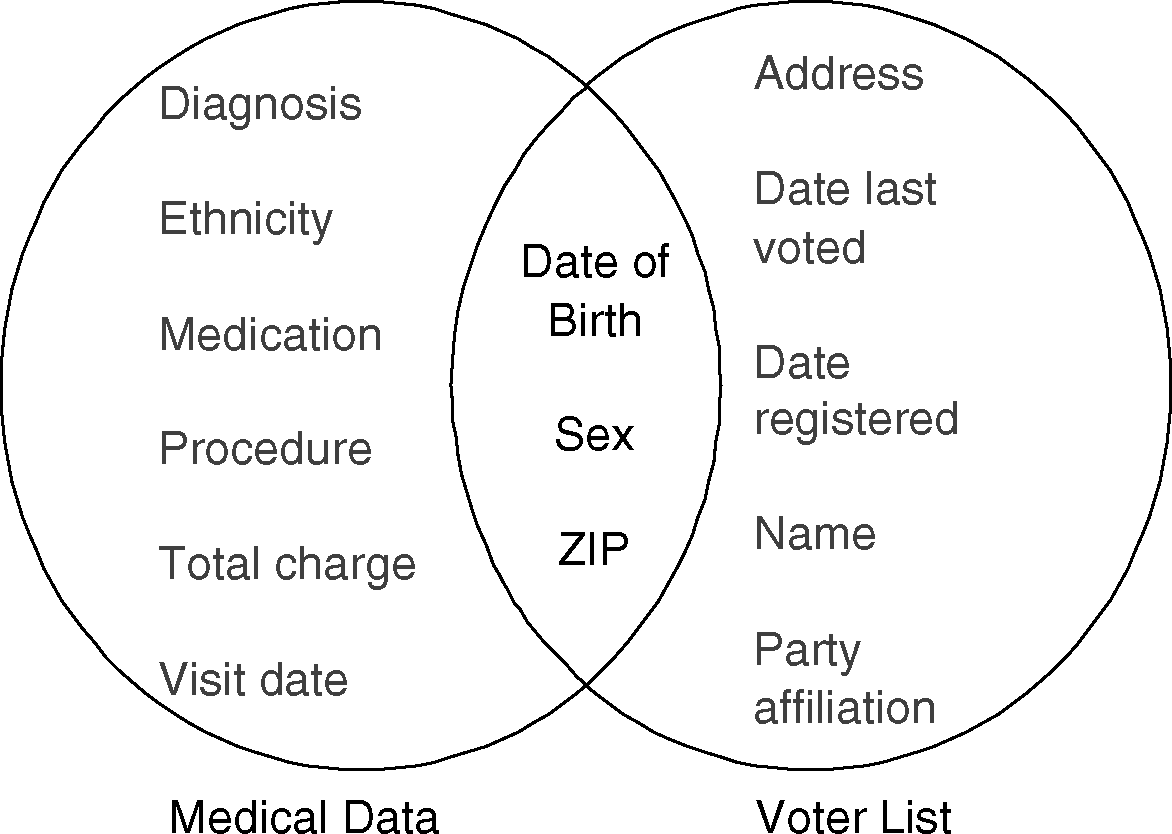 Diagnosis
Ethnicity
Medication
Procedure
Total charge
Visit date
Date of
Birth
Sex
ZIP
Address
Date last
voted
Date
registered
Name
Party
affiliation
Medical Data
Voter List